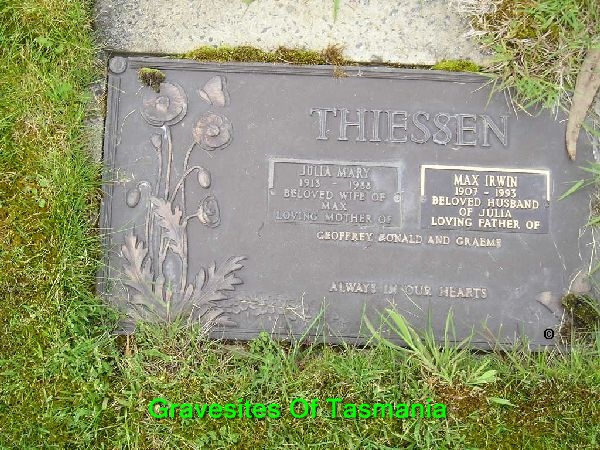 THIESSEN
JULIA MARY
1913 - 1988
BELOVED WIFE OF
MAX
LOVING MOTHER OF
MAX IRWIN
1907 - 1993
BELOVED HUSBAND
OF JULIA
LOVING FATHER OF
GEOFFREY RONALD AND GRAEME
ALWAYS IN OUR HEARTS
©
Gravesites Of Tasmania